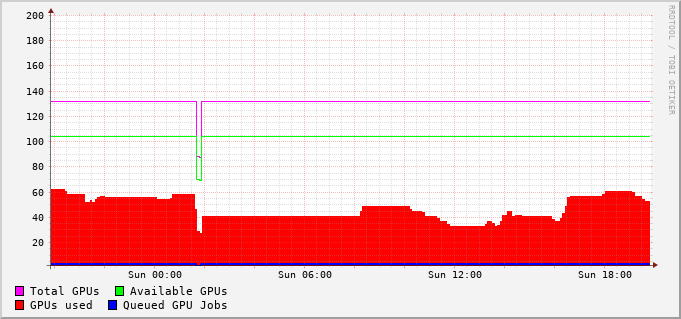 200
180
160
140
120
100
80
60
40
20
Sun 00:00 Sun 06:00 Sun 12:00 Sun 18:00
Total GPUs Available GPUs
GPUs used Queued GPU Jobs
RRDTOOL / TOBI OETIKER